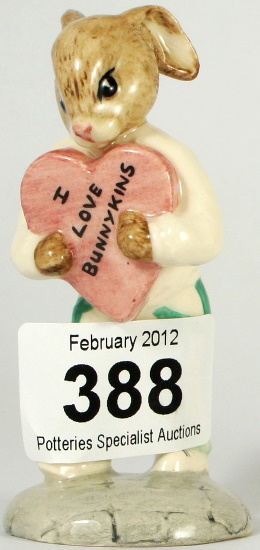 I
LOVE
BUNNYKINS
February 2012
388
Potteries Specialist Auctions